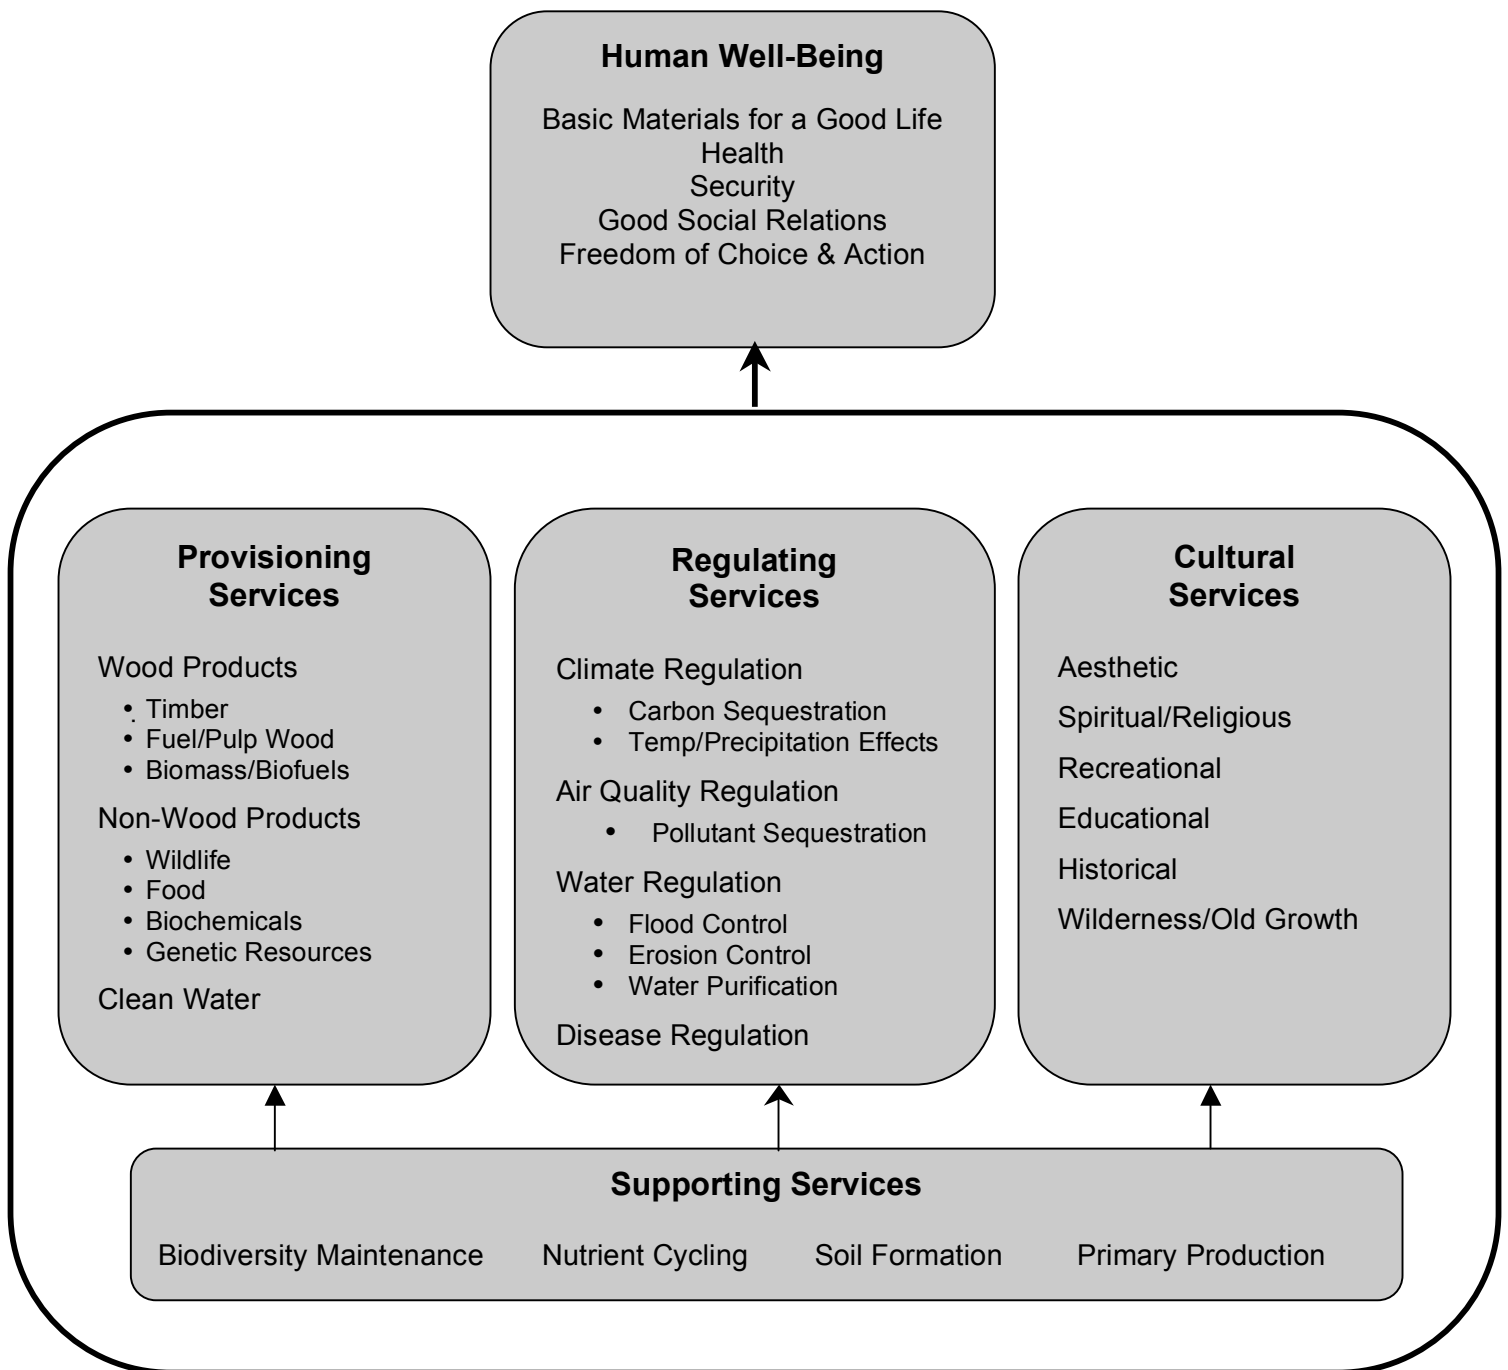 Human Well-Being
Basic Materials for a Good Life
Health
Security
Good Social Relations
Freedom of Choice & Action
Provisioning
Services
Wood Products
• Timber
• Fuel/Pulp Wood
• Biomass/Biofuels
Non-Wood Products
• Wildlife
• Food
• Biochemicals
• Genetic Resources
Clean Water
Regulating
Services
Climate Regulation
• Carbon Sequestration
• Temp/Precipitation Effects
Air Quality Regulation
• Pollutant Sequestration
Water Regulation
• Flood Control
• Erosion Control
• Water Purification
Disease Regulation
Cultural
Services
Aesthetic
Spiritual/Religious
Recreational
Educational
Historical
Wilderness/Old Growth
Supporting Services
Biodiversity Maintenance Nutrient Cycling Soil Formation Primary Production